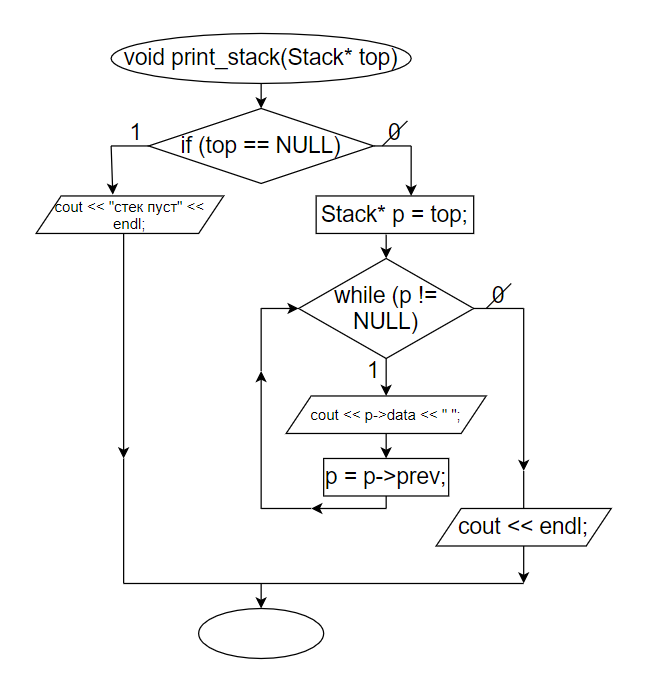 void print_stack(Stack* top)
1
if (top == NULL)
0
cout << "стек пуст" <<
endl;
Stack* p = top;
while (p !=
NULL)
0
1
cout << p->data << " ";
p = p->prev;
cout << endl;